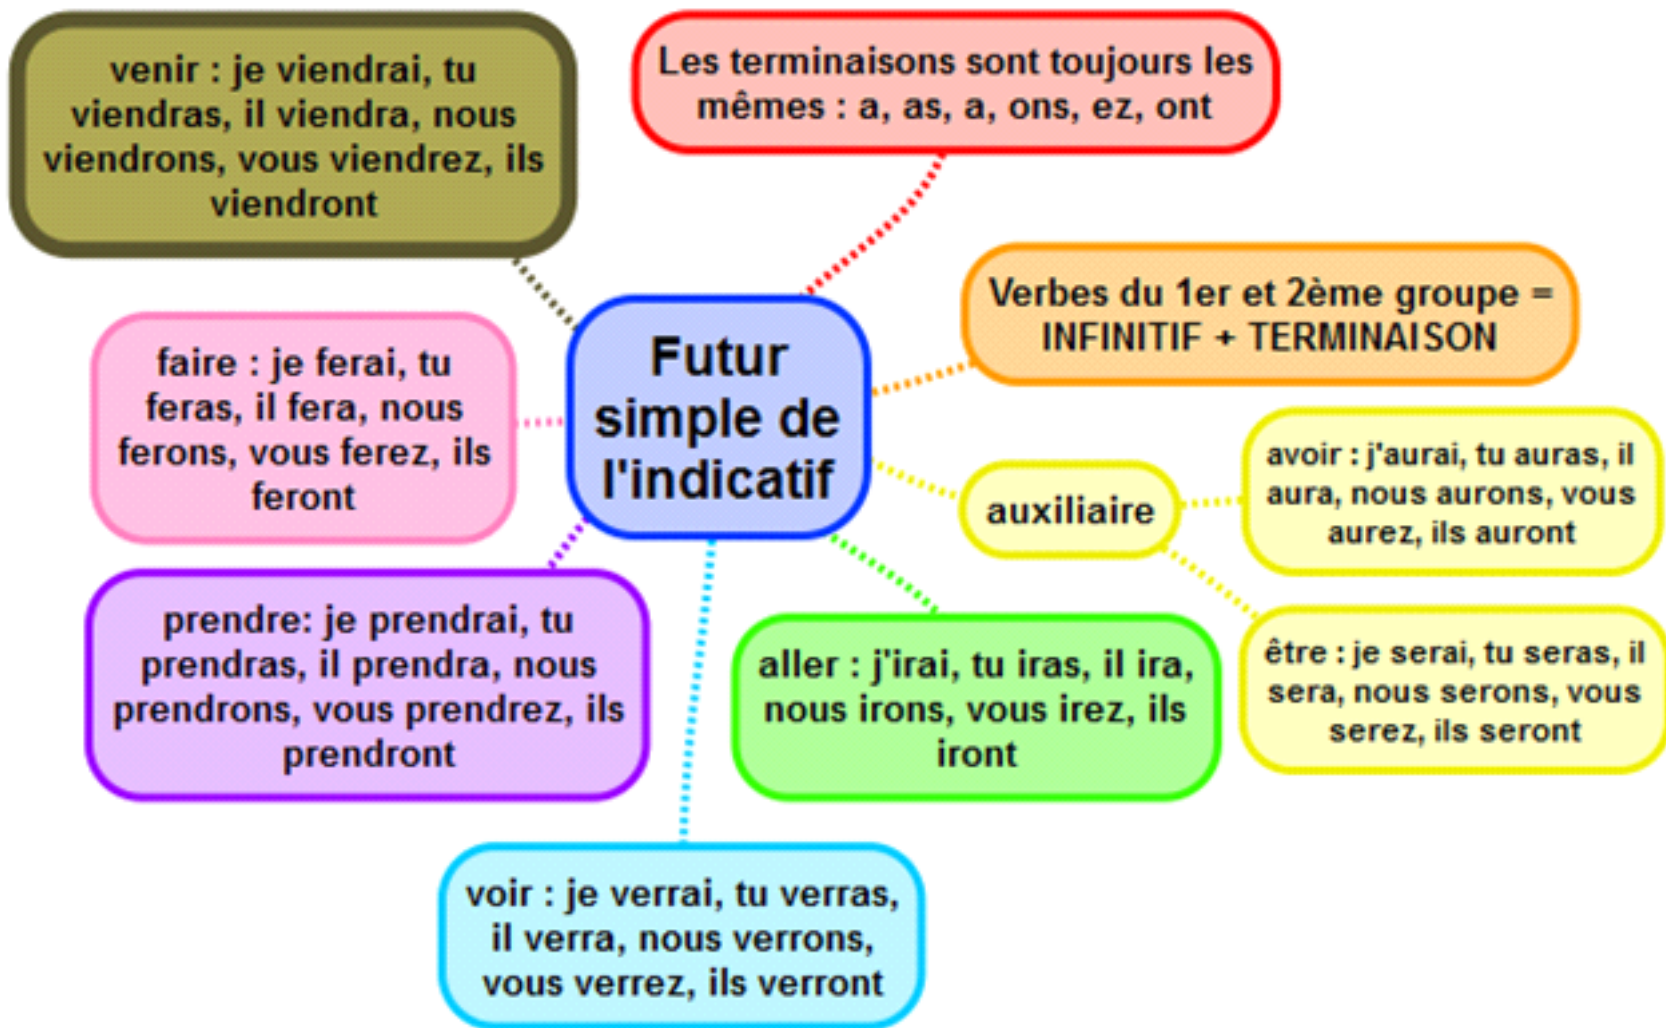 venir : je viendrai, tu
viendras, il viendra, nous
viendrons, vous viendrez, ils
viendront
Les terminaisons sont toujours les
mêmes : a, as, a, ons, ez, ont
Verbes du 1er et 2ème groupe =
INFINITIF + TERMINAISON
faire : je ferai, tu
feras, il fera, nous
ferons, vous ferez, ils
feront
Futur
simple de
l'indicatif
auxiliaire
avoir : j'aurai, tu auras, il
aura, nous aurons, vous
aurez, ils auront
prendre: je prendrai, tu
prendras, il prendra, nous
prendrons, vous prendrez, ils
prendront
aller : j'irai, tu iras, il ira,
nous irons, vous irez, ils
iront
être : je serai, tu seras, il
sera, nous serons, vous
serez, ils seront
voir : je verrai, tu verras,
il verra, nous verrons,
vous verrez, ils verront